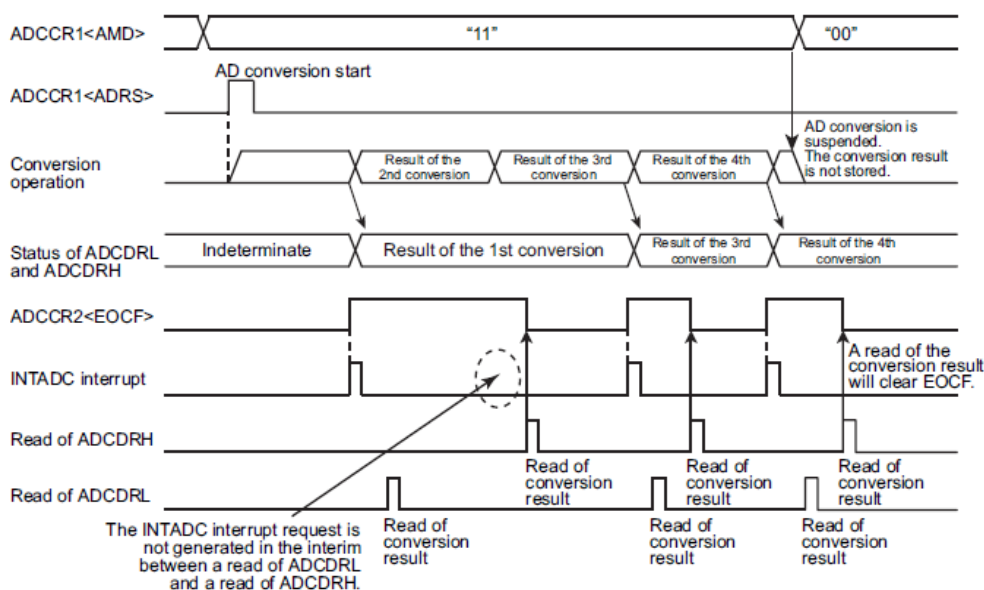 ADCCR1<AMD>
“11”
“00”
AD conversion start
ADCCR1<ADRS>
AD conversion is
suspended.
The conversion result
is not stored.
Conversion
operation
Result of the
2nd conversion
Result of the 3rd
conversion
Result of the 4th
conversion
Status of ADCDRL
and ADCDRH
Indeterminate
Result of the 1st conversion
Result of the 3rd
conversion
Result of the 4th
conversion
ADCCR2<EOCF>
A read of the
conversion result
will clear EOCF.
INTADC interrupt
Read of ADCDRH
Read of
conversion
result
Read of
conversion
result
Read of
conversion
result
Read of ADCDRL
Read of
conversion
result
Read of
conversion
result
Read of
conversion
result
The INTADC interrupt request is
not generated in the interim
between a read of ADCDRL
and a read of ADCDRH.